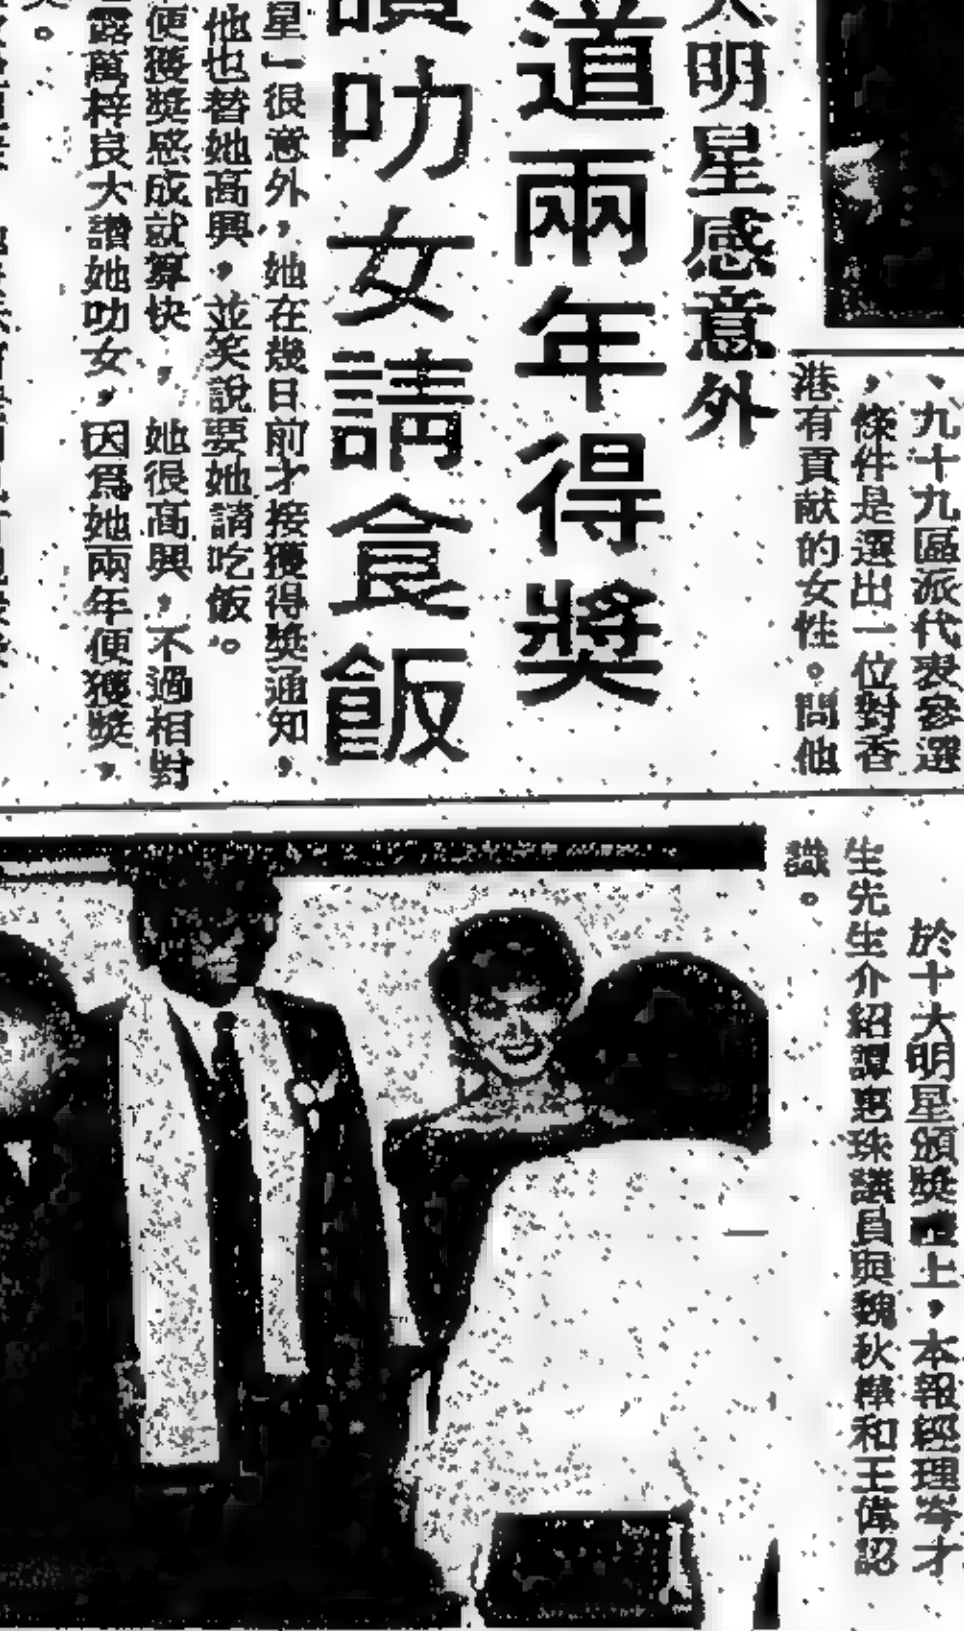 、九十九區派代表參選
，條件是選出一位對香
港有貢献的女性。問他
大明星感意外
道兩年得獎
讚叻女請食飯
星」很意外，她在幾日前才接獲得獎通知，
他也替她高興，並笑說要她請吃飯。
便獲獎感成就算快，她很高興，不過相對
露萬梓良大讚她叻女，因爲她兩年便獲獎，
於十大明星頒獎禮上，本報經理岑才
生先生介紹譚惠珠議員與魏秋樺和王偉認
識。